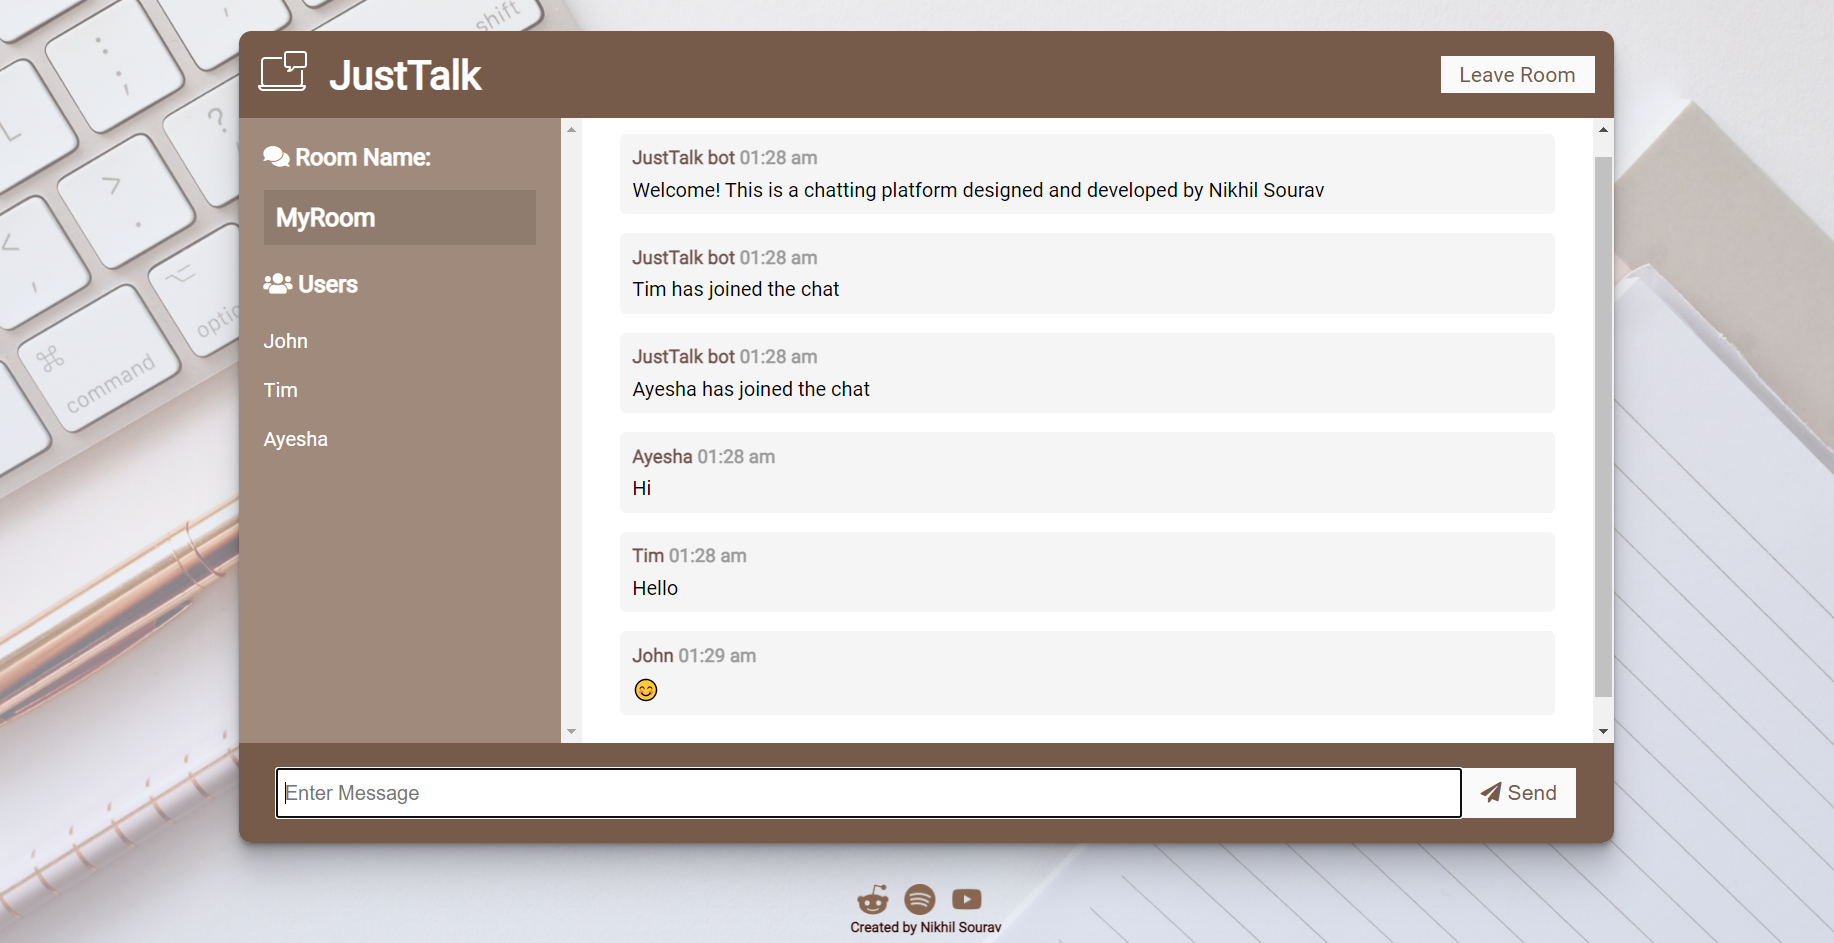 shift
JustTalk
Leave Room
Room Name:
MyRoom
Users
John
Tim
Ayesha
JustTalk bot 01:28 am
Welcome! This is a chatting platform designed and developed by Nikhil Sourav
JustTalk bot 01:28 am
Tim has joined the chat
JustTalk bot 01:28 am
Ayesha has joined the chat
Ayesha 01:28 am
Hi
Tim 01:28 am
Hello
John 01:29 am
😊
Enter Message
Send
L
:
;
?
>
.
<
,
⌘
command
⌥
optio
Created by Nikhil Sourav